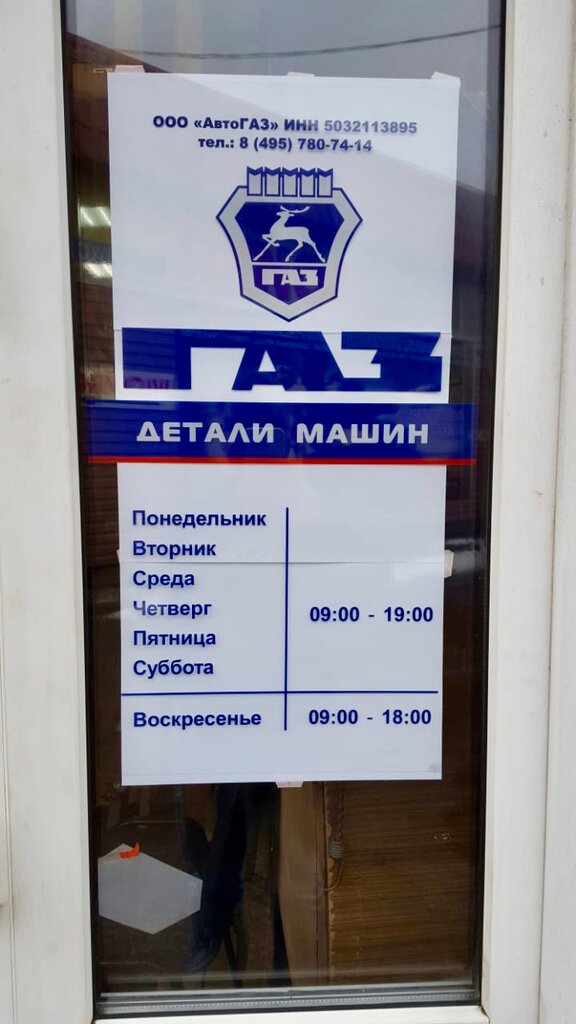 ООО «АвтоГАЗ» ИНН 5032113895
тел.: 8 (495) 780-74-14
ГАЗ
ГАЗ
ДЕТАЛИ МАШИН
Понедельник
Вторник
Среда
Четверг
09:00 - 19:00
Пятница
Суббота
Воскресенье 09:00 - 18:00